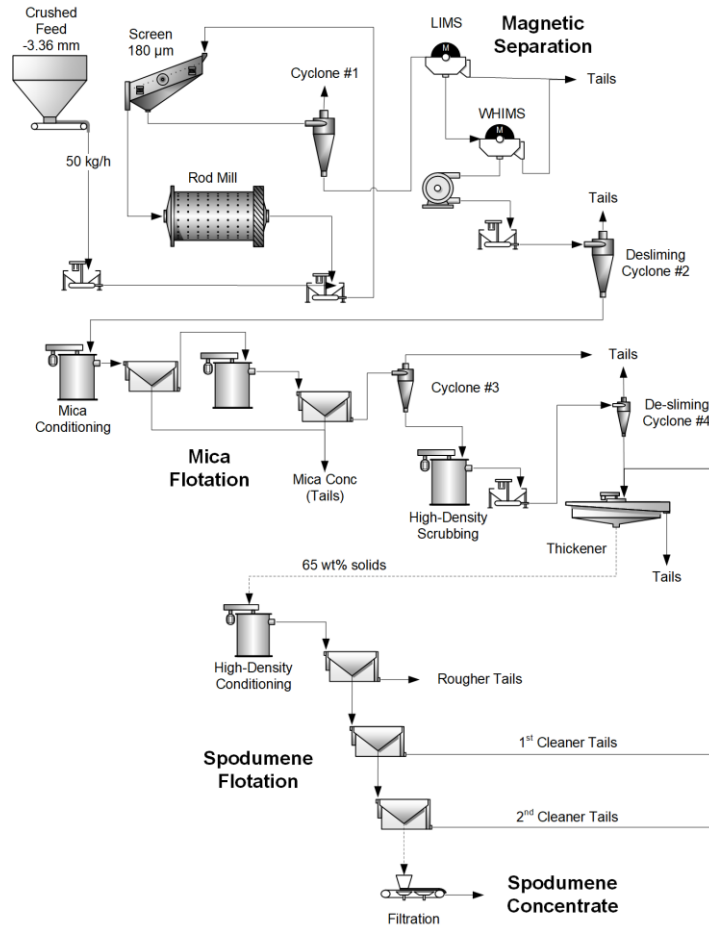 Crushed
Feed
-3.36 mm
Screen
180 µm
Cyclone #1
LIMS
M
Magnetic
Separation
Tails
WHIMS
M
50 kg/h
Rod Mill
Tails
Desliming
Cyclone #2
Mica
Conditioning
Mica
Flotation
Mica Conc
(Tails)
Cyclone #3
Tails
De-sliming
Cyclone #4
High-Density
Scrubbing
Thickener
Tails
65 wt% solids
High-Density
Conditioning
Rougher Tails
Spodumene
Flotation
1st Cleaner Tails
2nd Cleaner Tails
Filtration
Spodumene
Concentrate